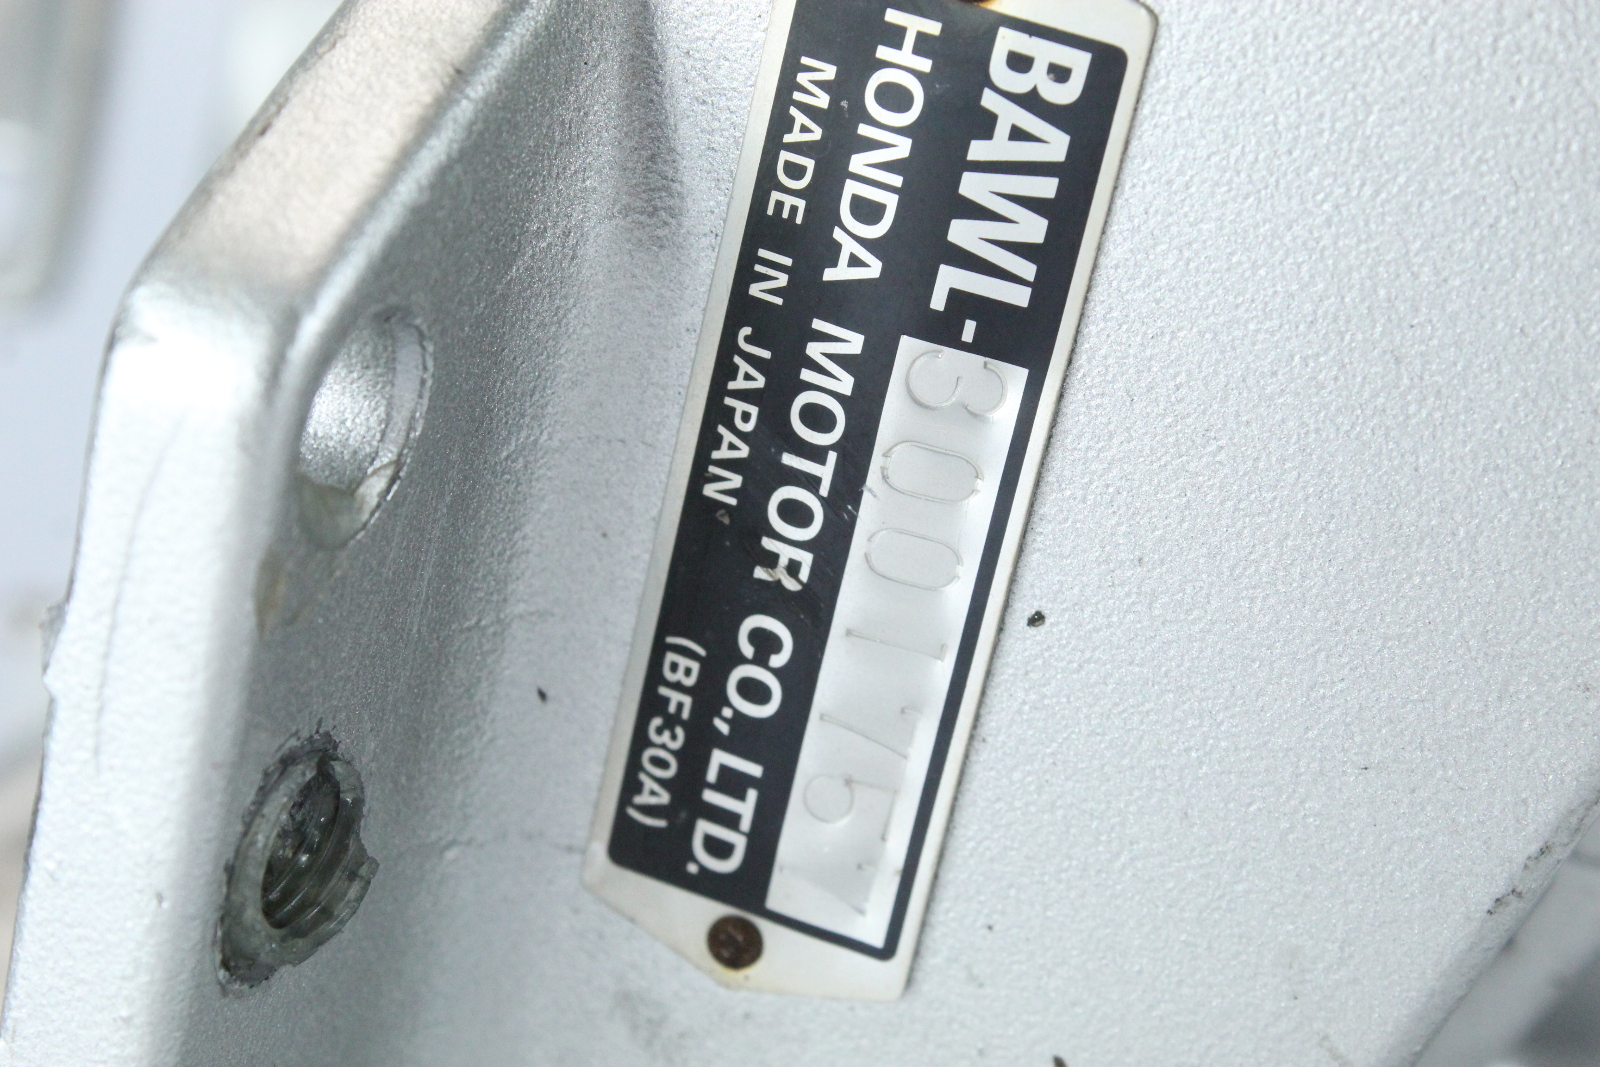 BAWL-3001757
HONDA MOTOR CO., LTD.
MADE IN JAPAN (BF30A)